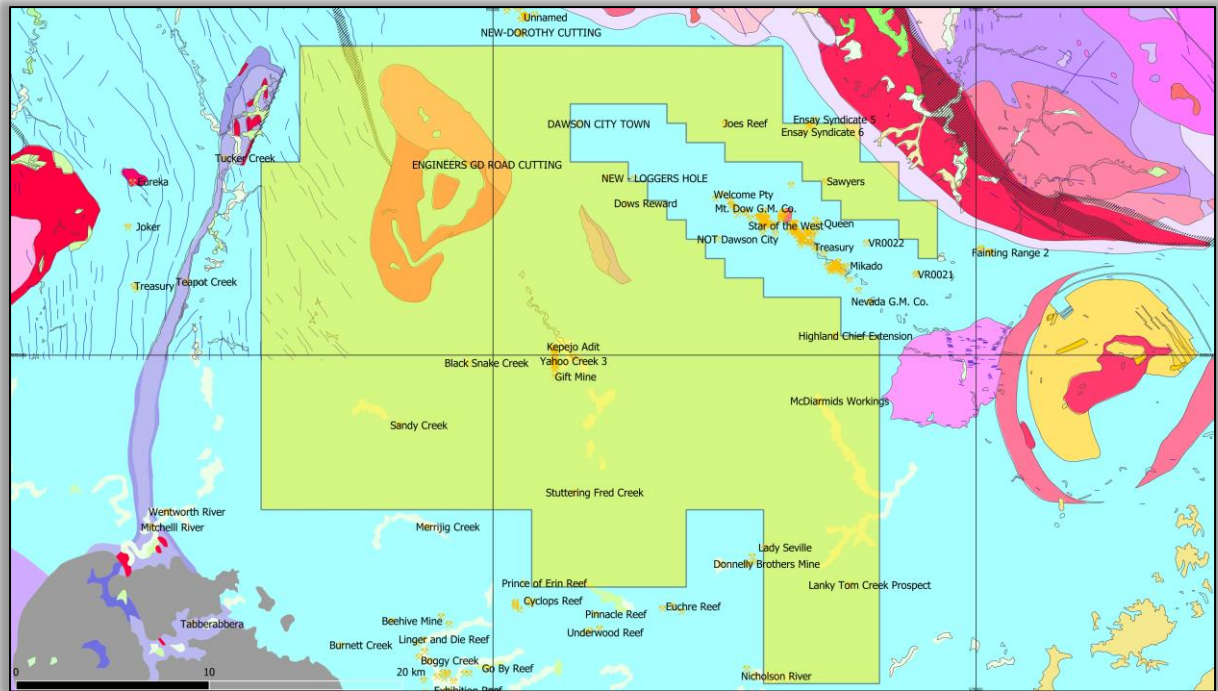 Unnamed
NEW-DOROTHY CUTTING
DAWSON CITY TOWN
Joes Reef
Ensay Syndicate 5
Ensay Syndicate 6
Tucker Creek
ENGINEERS GD ROAD CUTTING
Eureka
NEW - LOGGERS HOLE
Sawyers
Welcome Pty
Dows Reward
Mt. Dow G.M. Co.
Joker
Star of the West
Queen
NOT Dawson City
Treasury
VR0022
Fainting Range 2
Mikado
VR0021
Teapot Creek
Treasury
Nevada G.M. Co.
Highland Chief Extension
Kepejo Adit
Black Snake Creek
Yahoo Creek 3
Gift Mine
McDiarmids Workings
Sandy Creek
Stuttering Fred Creek
Wentworth River
Mitchelll River
Merrijig Creek
Lady Seville
Donnelly Brothers Mine
Prince of Erin Reef
Lanky Tom Creek Prospect
Cyclops Reef
Euchre Reef
Pinnacle Reef
Beehive Mine
Tabberabbera
Underwood Reef
Linger and Die Reef
Burnett Creek
Boggy Creek
Go By Reef
0
10
20 km
Nicholson River
Exhibition Reef